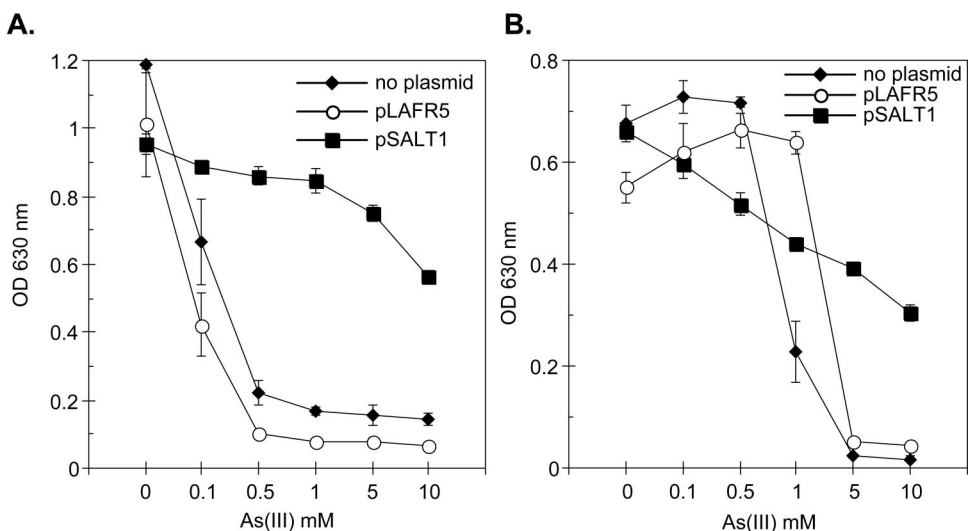 A.
1.2
1
0.8
0.6
0.4
0.2
0
OD 630 nm
no plasmid
pLAFR5
pSALT1
0 0.1 0.5 1 5 10
As(III) mM
B.
0.8
0.6
0.4
0.2
0
OD 630 nm
no plasmid
pLAFR5
pSALT1
0 0.1 0.5 1 5 10
As(III) mM